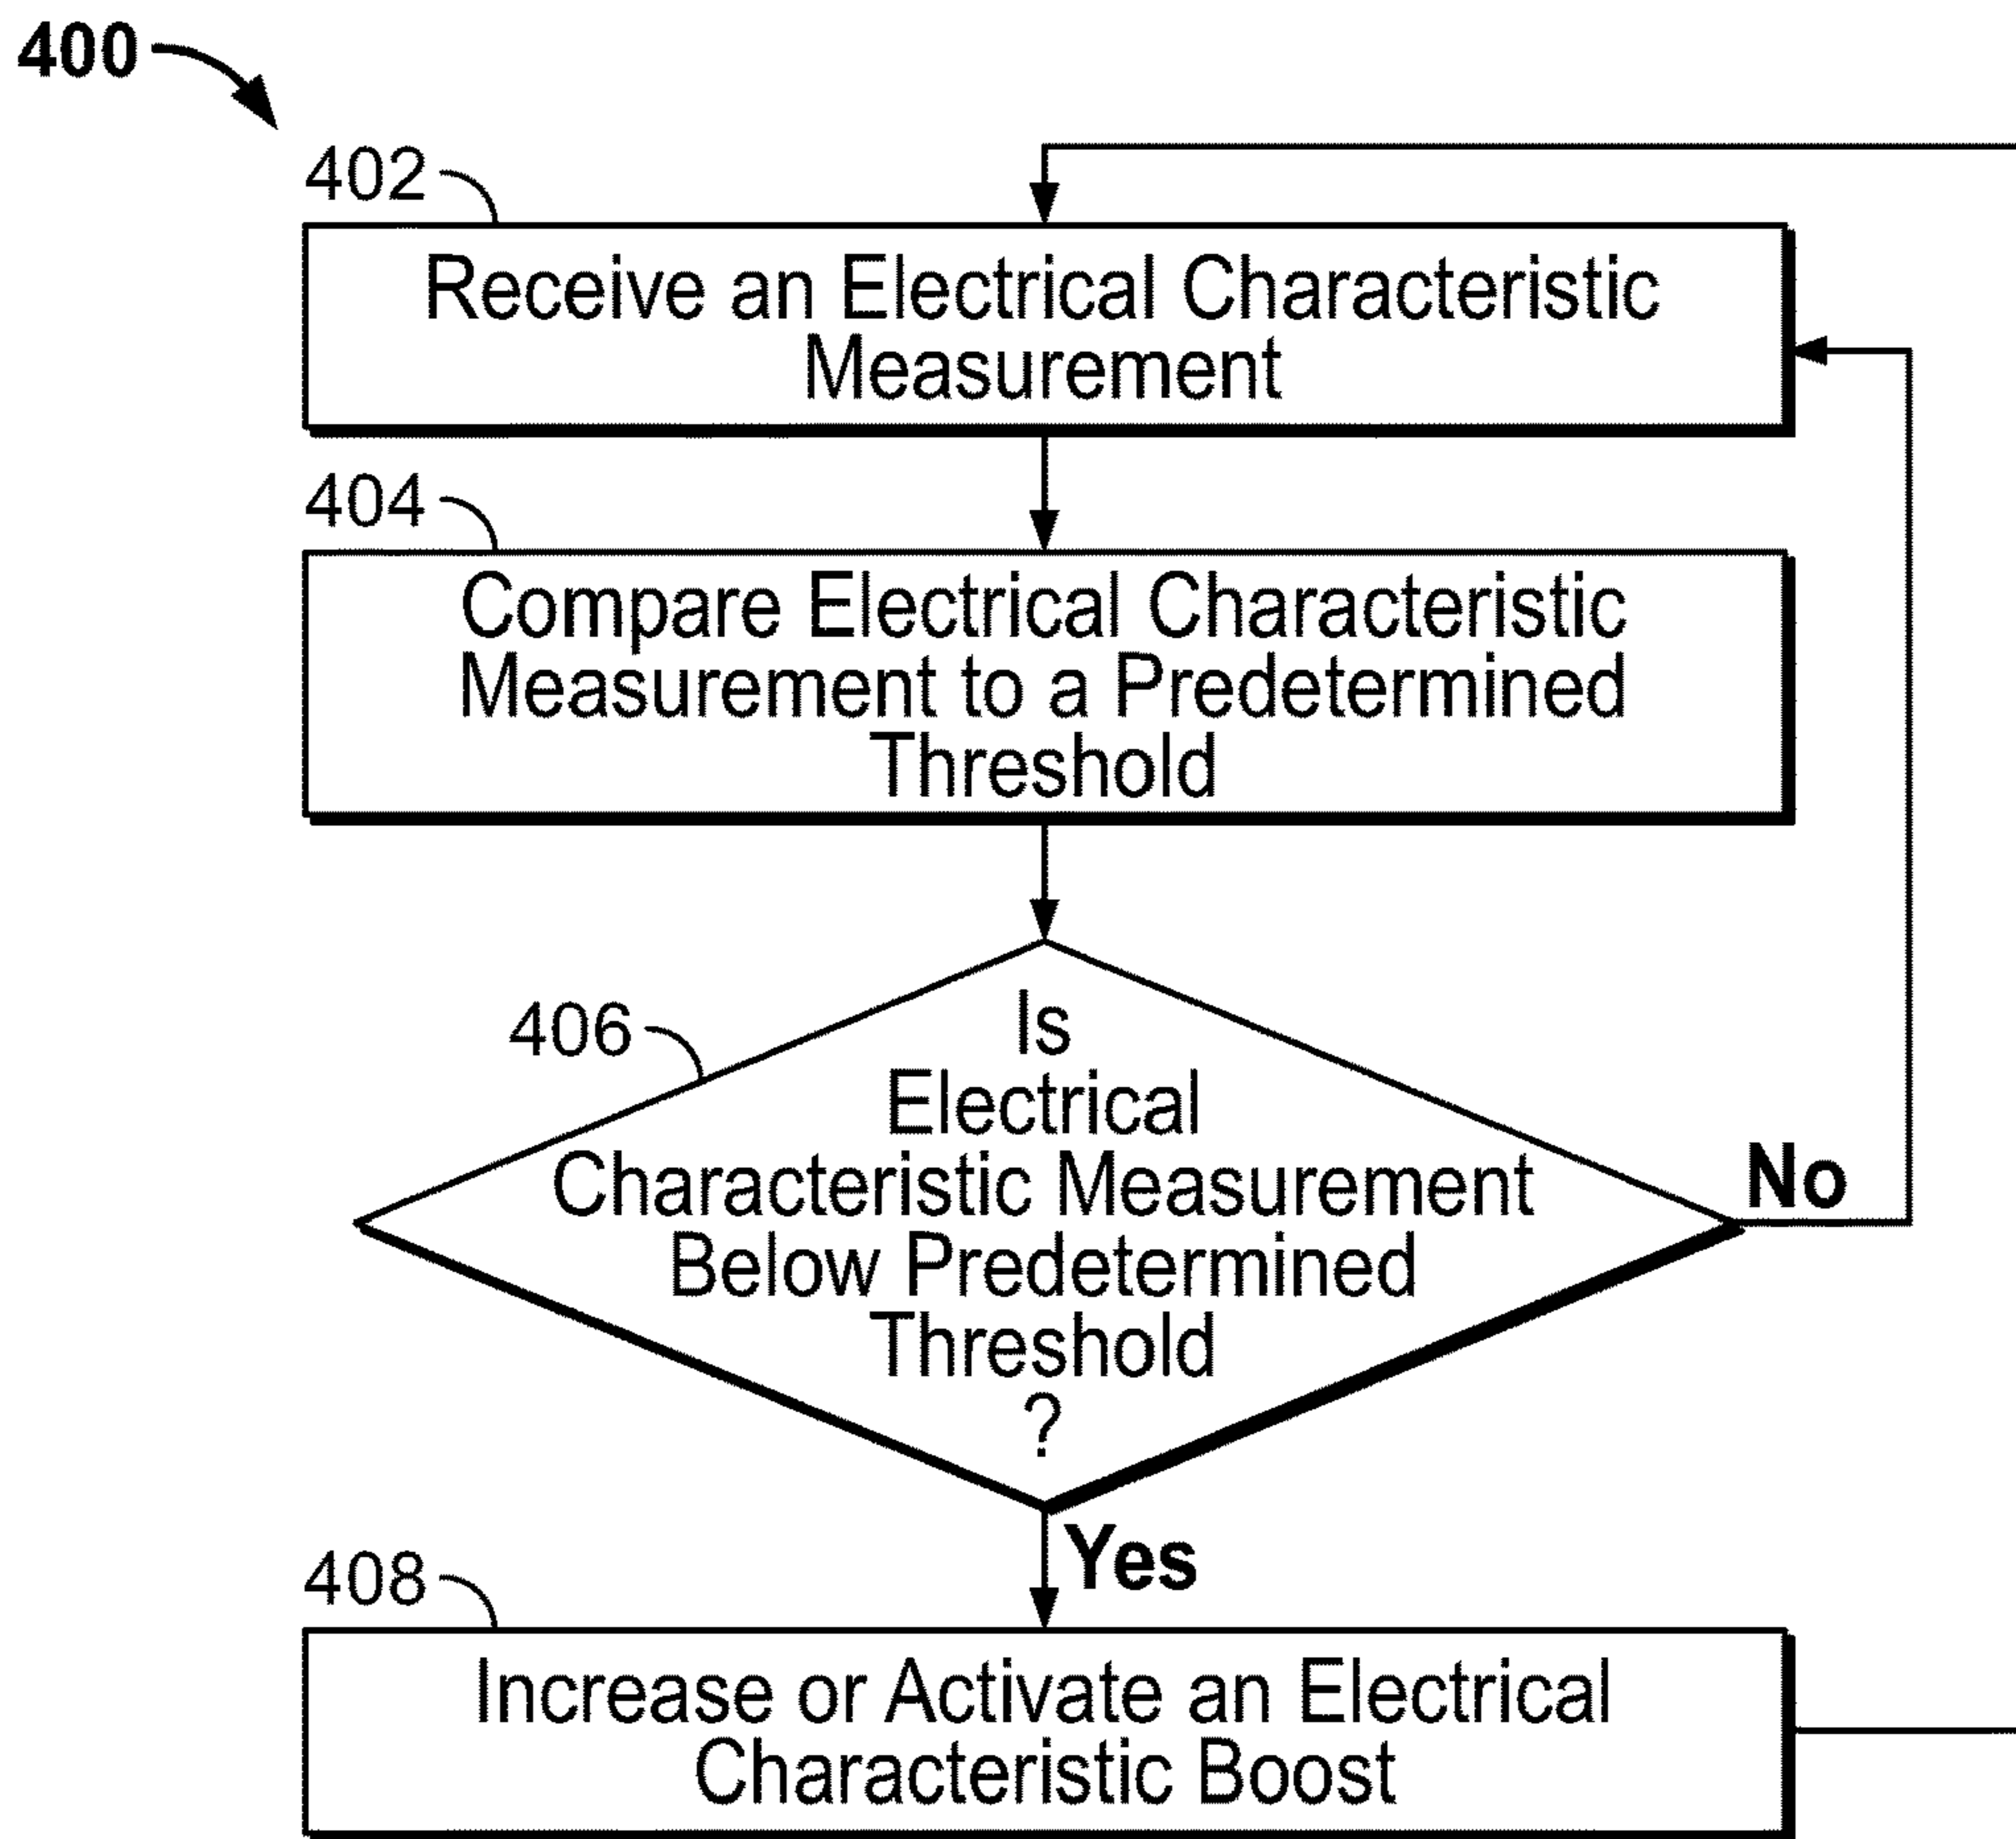 400
402
Receive an Electrical Characteristic
Measurement
404
Compare Electrical Characteristic
Measurement to a Predetermined
Threshold
406
Is
Electrical
Characteristic Measurement
Below Predetermined
Threshold
?
No
Yes
408
Increase or Activate an Electrical
Characteristic Boost